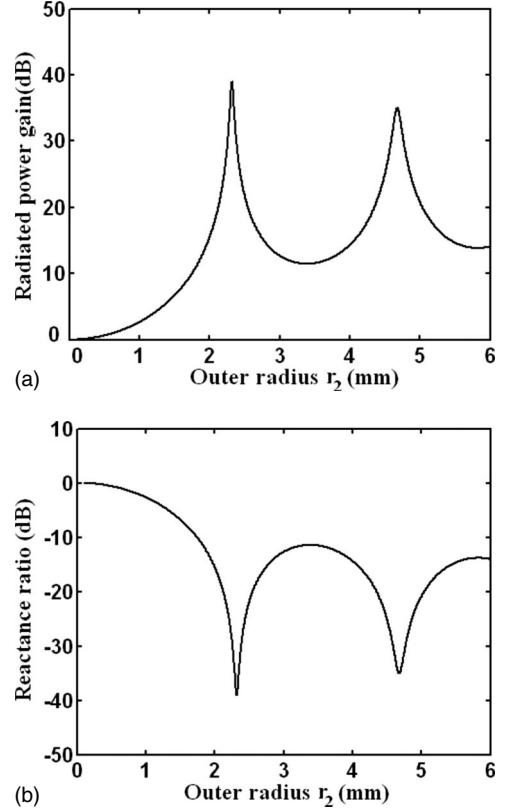 50
40
30
20
10
0
Radiated power gain(dB)
0 1 2 3 4 5 6
Outer radius r2 (mm)
(a)
10
0
-10
-20
-30
-40
-50
Reactance ratio (dB)
0 1 2 3 4 5 6
Outer radius r2 (mm)
(b)